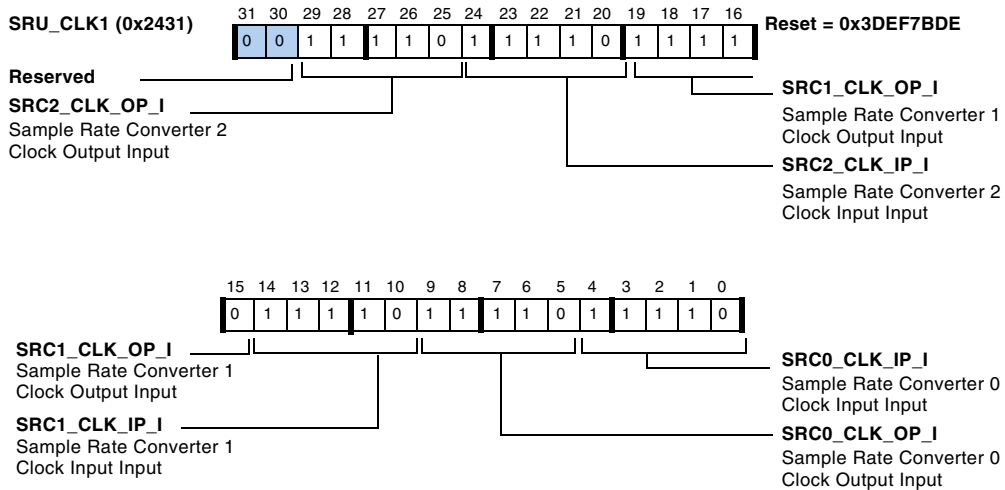 SRU_CLK1 (0x2431)
31 30 29 28 27 26 25 24 23 22 21 20 19 18 17 16
Reset = 0x3DEF7BDE
0 0 1 1 1 1 0 1 1 1 1 0 1 1 1 1
Reserved
SRC2_CLK_OP_I
Sample Rate Converter 2
Clock Output Input
SRC1_CLK_OP_I
Sample Rate Converter 1
Clock Output Input
SRC2_CLK_IP_I
Sample Rate Converter 2
Clock Input Input
15 14 13 12 11 10 9 8 7 6 5 4 3 2 1 0
0 1 1 1 1 0 1 1 1 1 0 1 1 1 1 0
SRC1_CLK_OP_I
Sample Rate Converter 1
Clock Output Input
SRC1_CLK_IP_I
Sample Rate Converter 1
Clock Input Input
SRC0_CLK_IP_I
Sample Rate Converter 0
Clock Input Input
SRC0_CLK_OP_I
Sample Rate Converter 0
Clock Output Input